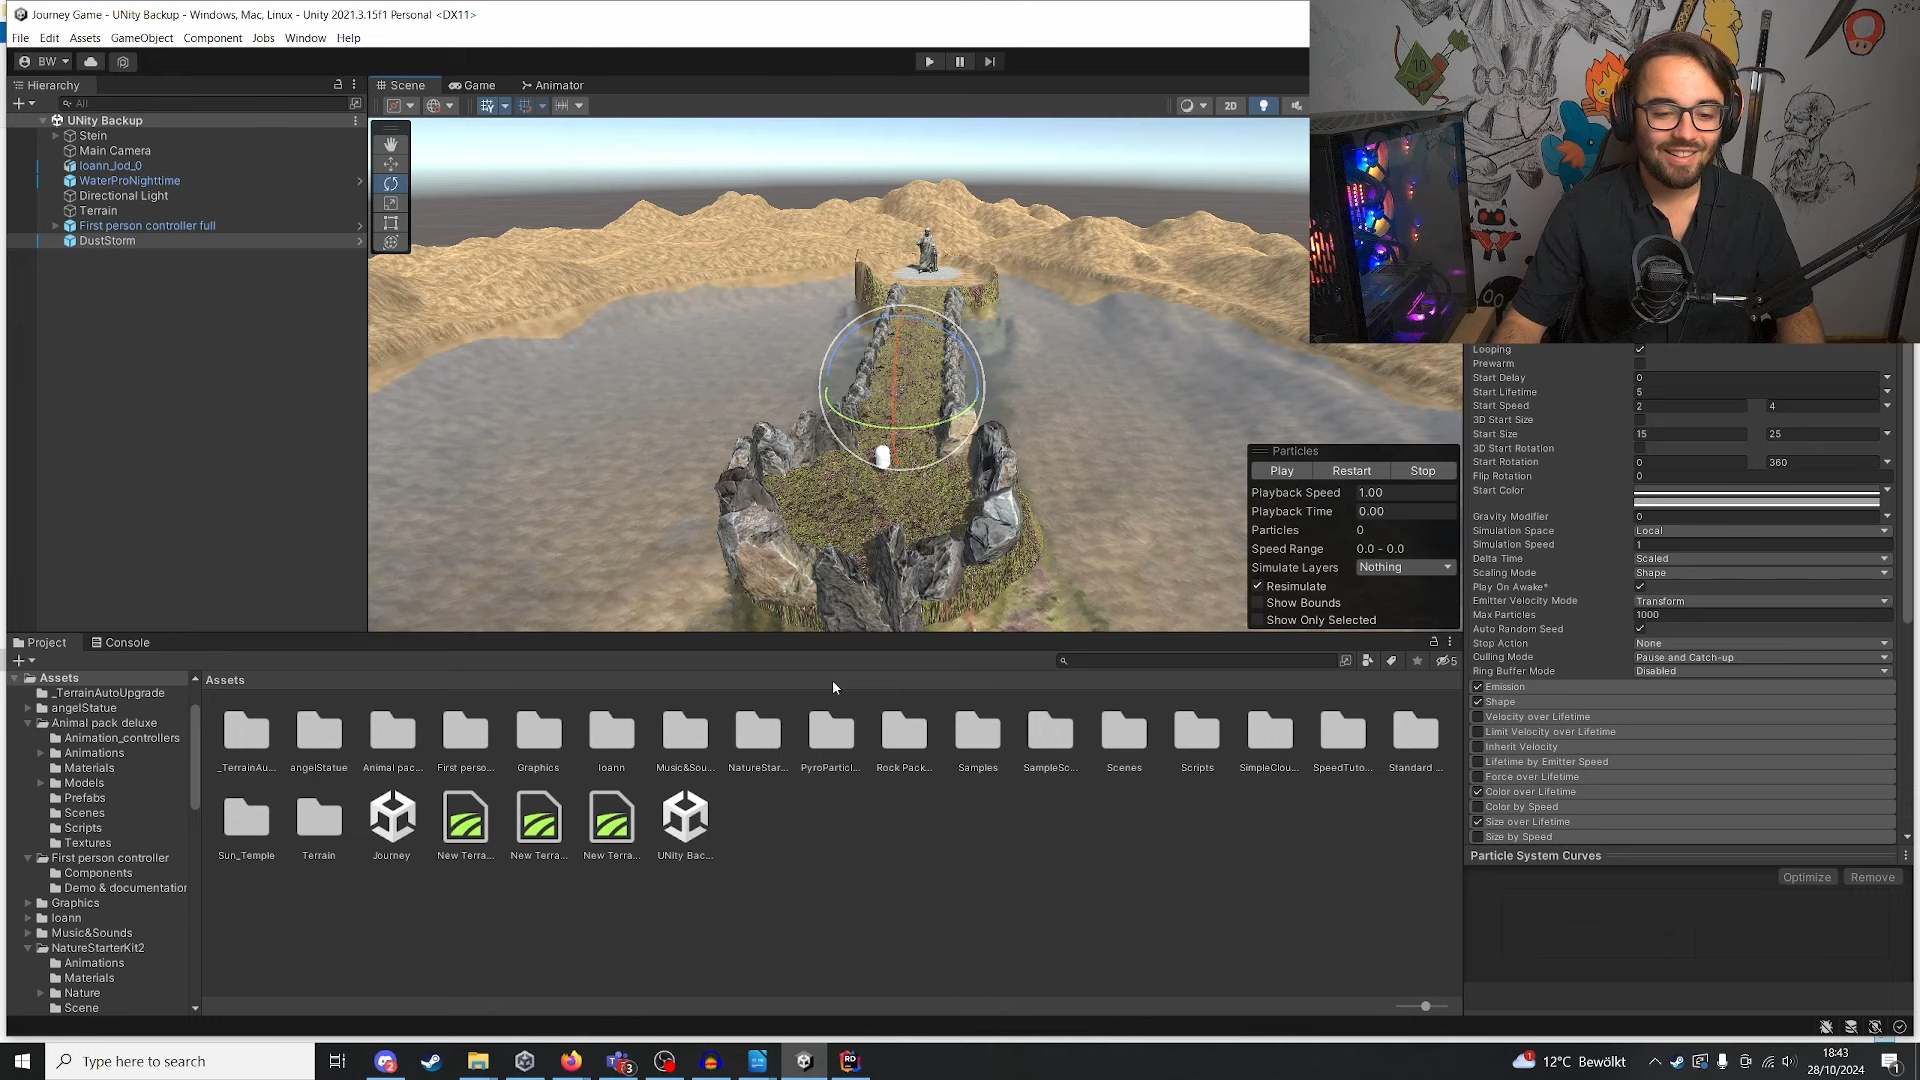 Journey Game - UNity Backup - Windows, Mac, Linux - Unity 2021.3.15f1 Personal <DX11>
File Edit Assets GameObject Component Jobs Window Help
BW
Hierarchy
All
UNity Backup
Stein
Main Camera
Ioann_lod_0
WaterProNighttime
Directional Light
Terrain
First person controller full
DustStorm
Scene Game Animator
2D
10
00
Particles
Play Restart Stop
Playback Speed 1.00
Playback Time 0.00
Particles 0
Speed Range 0.0 - 0.0
Simulate Layers Nothing
Resimulate
Show Bounds
Show Only Selected
Looping
Prewarm
Start Delay 0
Start Lifetime 5
Start Speed 2 4
3D Start Size
Start Size 15 25
3D Start Rotation
Start Rotation 0 360
Flip Rotation 0
Start Color
Gravity Modifier 0
Simulation Space Local
Simulation Speed 1
Delta Time Scaled
Scaling Mode Shape
Play On Awake*
Emitter Velocity Mode Transform
Max Particles 1000
Auto Random Seed
Stop Action None
Culling Mode Pause and Catch-up
Ring Buffer Mode Disabled
Emission
Shape
Velocity over Lifetime
Limit Velocity over Lifetime
Inherit Velocity
Lifetime by Emitter Speed
Force over Lifetime
Color over Lifetime
Color by Speed
Size over Lifetime
Size by Speed
Particle System Curves
Optimize Remove
Project Console
5
Assets
_TerrainAutoUpgrade
angelStatue
Animal pack deluxe
Animation_controllers
Animations
Materials
Models
Prefabs
Scenes
Scripts
Textures
First person controller
Components
Demo & documentation
Graphics
Ioann
Music&Sounds
NatureStarterKit2
Animations
Materials
Nature
Scene
Assets
_TerrainAu... angelStatue Animal pac... First perso... Graphics Ioann Music&Sou... NatureStar... PyroParticl... Rock Pack... Samples SampleSc... Scenes Scripts SimpleClou... SpeedTuto... Standard ...
Sun_Temple Terrain Journey New Terra... New Terra... New Terra... UNity Bac...
Type here to search
2
3
RD
1
12°C Bewölkt
18:43
28/10/2024
1